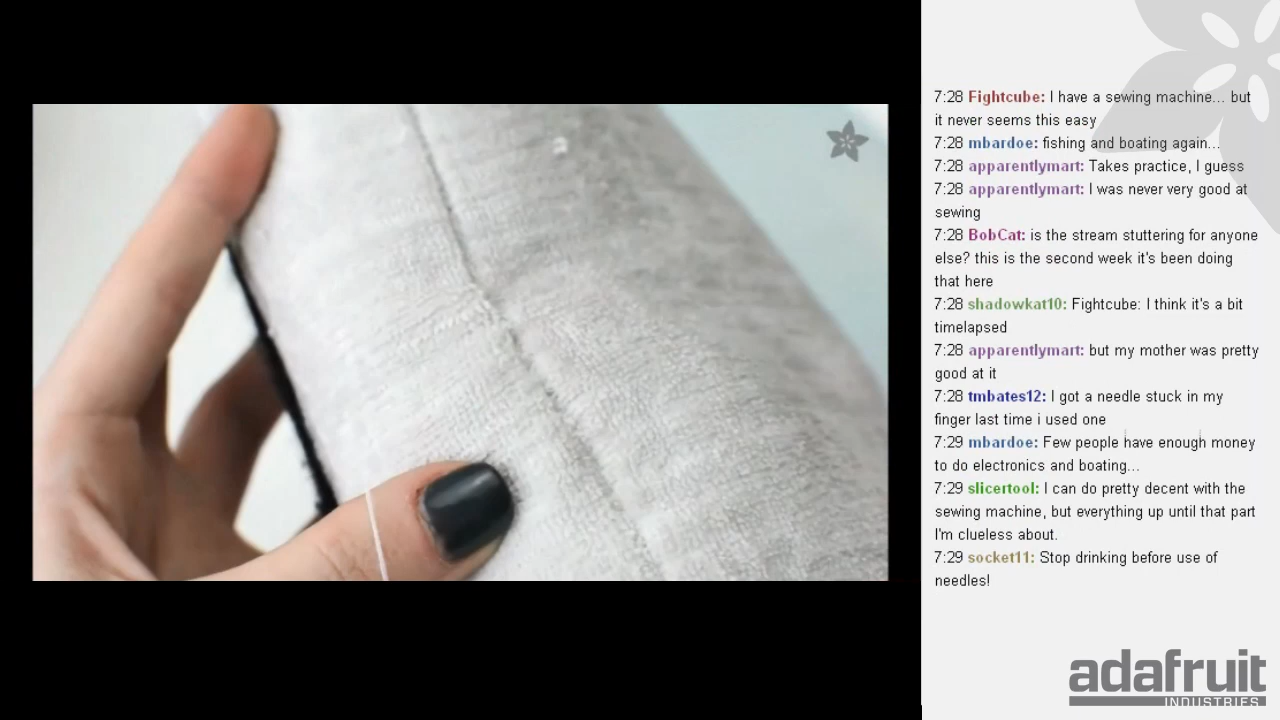 7:28 Fightcube: I have a sewing machine... but
it never seems this easy
7:28 mbardoe: fishing and boating again...
7:28 apparentlymart: Takes practice, I guess
7:28 apparentlymart: I was never very good at
sewing
7:28 BobCat: is the stream stuttering for anyone
else? this is the second week it's been doing
that here
7:28 shadowkat10: Fightcube: I think it's a bit
timelapsed
7:28 apparentlymart: but my mother was pretty
good at it
7:28 tmbates12: I got a needle stuck in my
finger last time i used one
7:29 mbardoe: Few people have enough money
to do electronics and boating...
7:29 slicertool: I can do pretty decent with the
sewing machine, but everything up until that part
I'm clueless about.
7:29 socket11: Stop drinking before use of
needles!
adafruit
INDUSTRIES